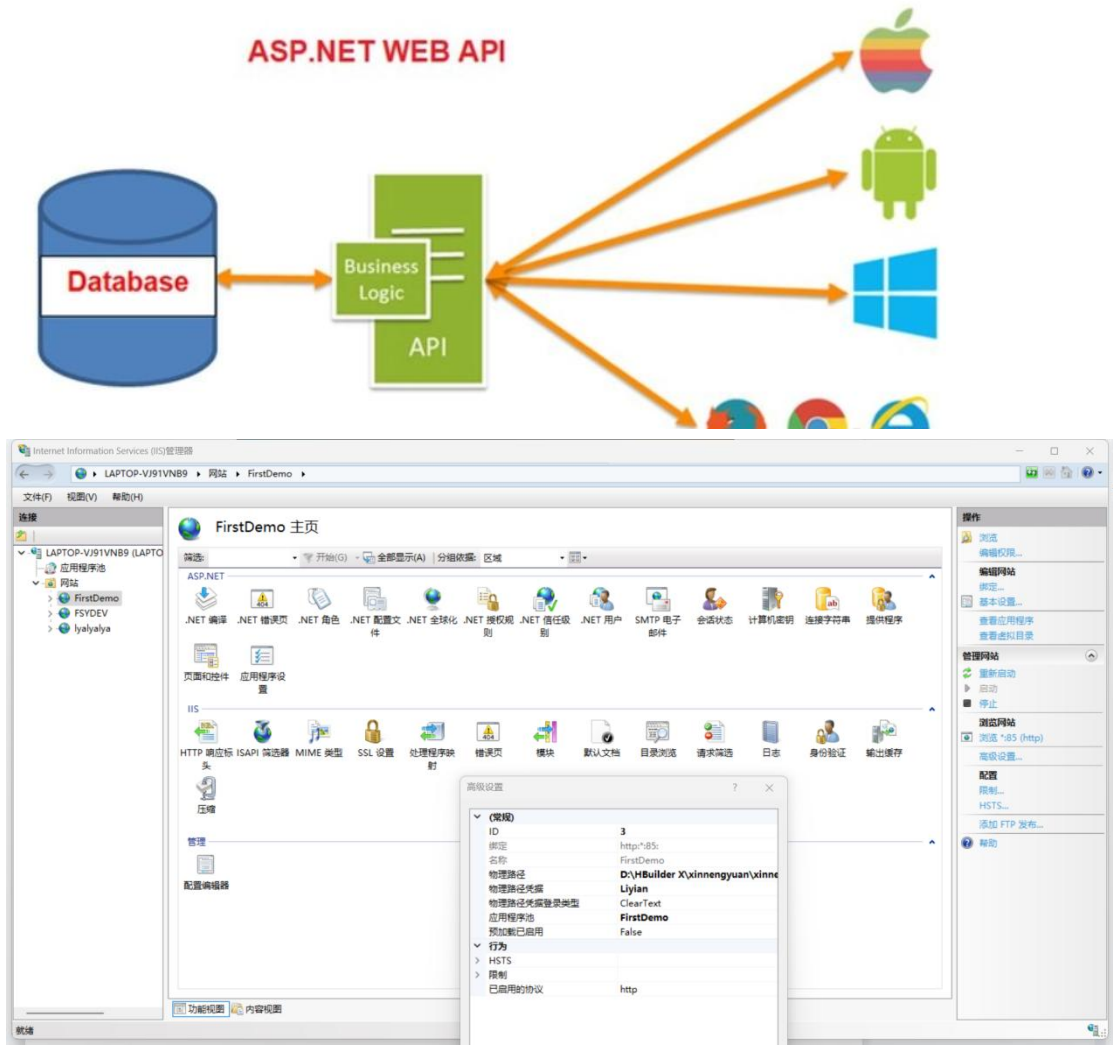 ASP.NET WEB API
Database
Business
Logic
API
Internet Information Services (IIS)管理器
LAPTOP-VJ91VNB9 网站 FirstDemo
文件(F) 视图(V) 帮助(H)
连接
LAPTOP-VJ91VNB9 (LAPTO
应用程序池
网站
FirstDemo
FSYDEV
lyalyalya
FirstDemo 主页
筛选: 开始(G) 全部显示(A) 分组依据: 区域
ASP.NET
.NET 编译 .NET 错误页 .NET 角色 .NET 配置文 .NET 全球化 .NET 授权规 .NET 信任级 .NET 用户 SMTP 电子 会话状态 计算机密钥 连接字符串 提供程序
件 则 别 邮件
页面和控件 应用程序设
置
IIS
HTTP 响应标 ISAPI 筛选器 MIME 类型 SSL 设置 处理程序映 错误页 模块 默认文档 目录浏览 请求筛选 日志 身份验证 输出缓存
头 射
压缩
管理
配置编辑器
高级设置 ?
(常规)
ID 3
绑定 http:*:85:
名称 FirstDemo
物理路径 D:\HBuilder X\xinnengyuan\xinne
物理路径凭据 Liyian
物理路径凭据登录类型 ClearText
应用程序池 FirstDemo
预加载已启用 False
行为
HSTS
限制
已启用的协议 http
功能视图 内容视图
就绪
操作
浏览
编辑权限...
编辑网站
绑定...
基本设置...
查看应用程序
查看虚拟目录
管理网站
重新启动
启动
停止
浏览网站
浏览 *:85 (http)
高级设置...
配置
限制...
HSTS...
添加 FTP 发布...
帮助